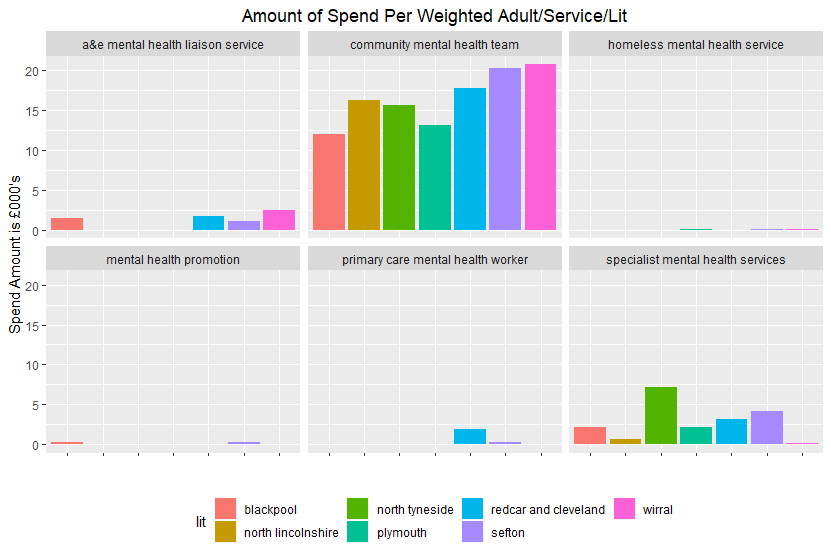 Amount of Spend Per Weighted Adult/Service/Lit
a&e mental health liaison service
community mental health team
homeless mental health service
20
15
10
5
0
mental health promotion
primary care mental health worker
specialist mental health services
20
15
10
5
0
Spend Amount is £000's
lit
blackpool
north tyneside
redcar and cleveland
wirral
north lincolnshire
plymouth
sefton